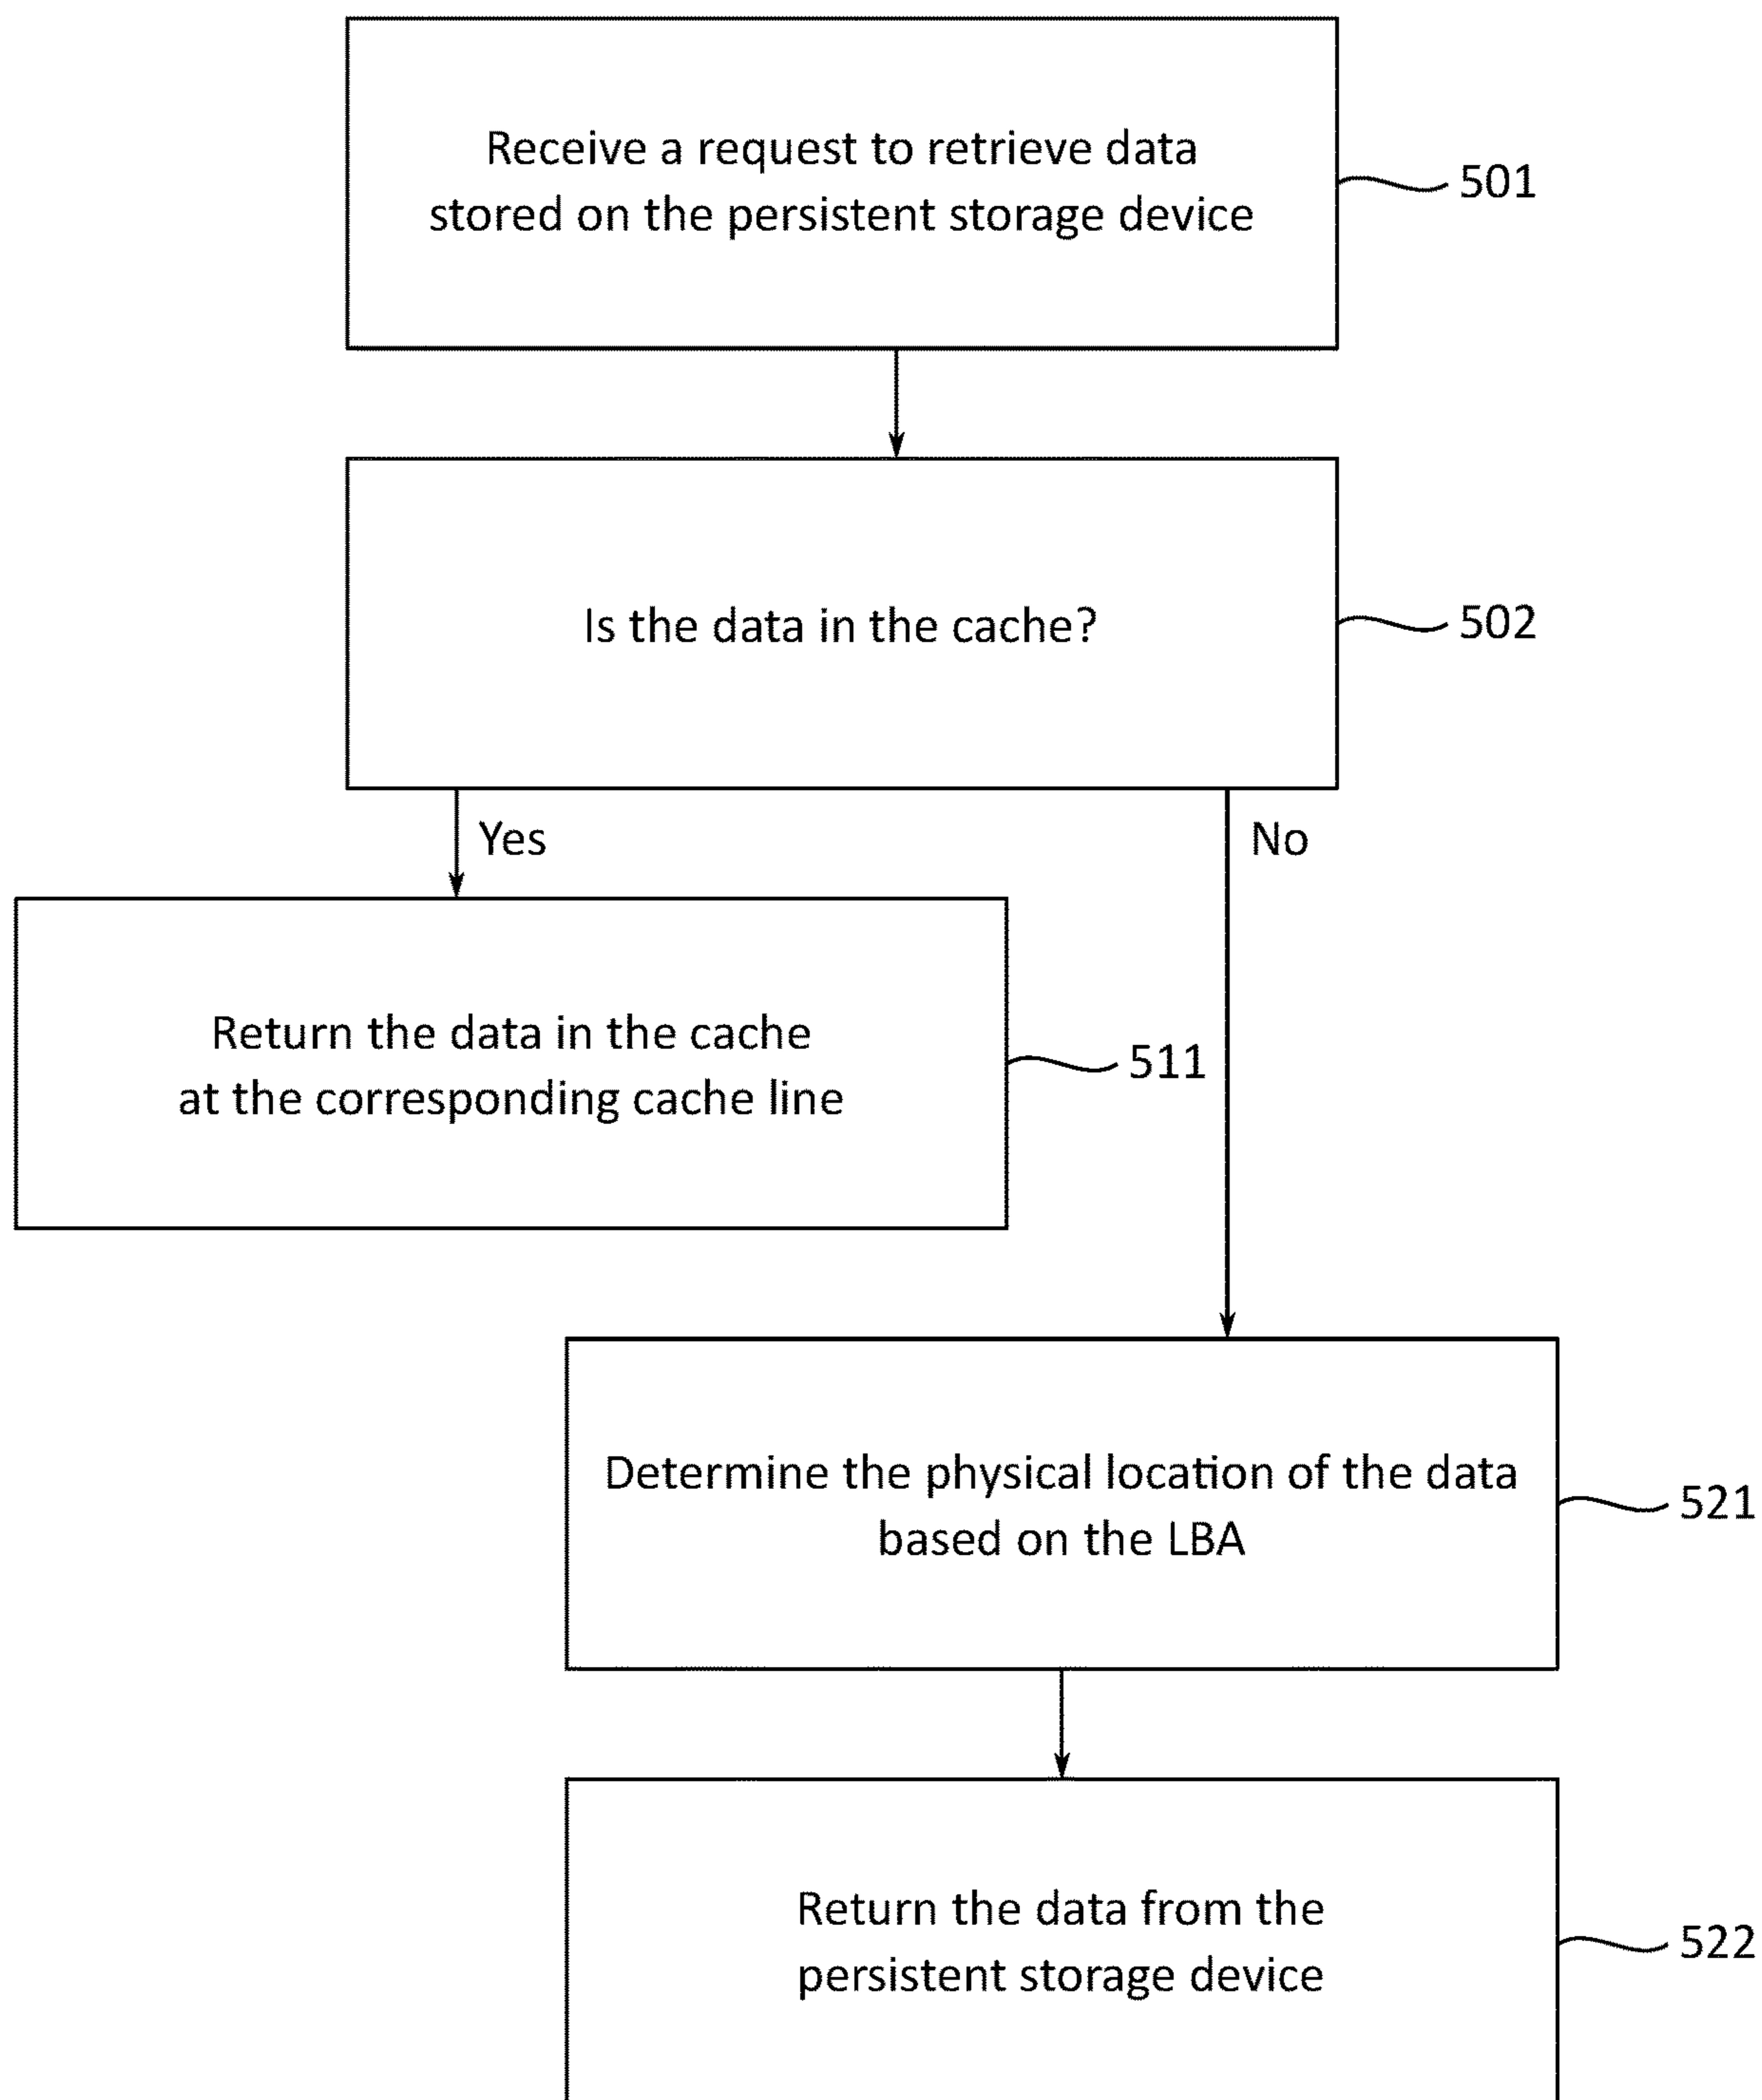 Receive a request to retrieve data
stored on the persistent storage device
501
Is the data in the cache?
502
Yes
No
Return the data in the cache
at the corresponding cache line
511
Determine the physical location of the data
based on the LBA
521
Return the data from the
persistent storage device
522